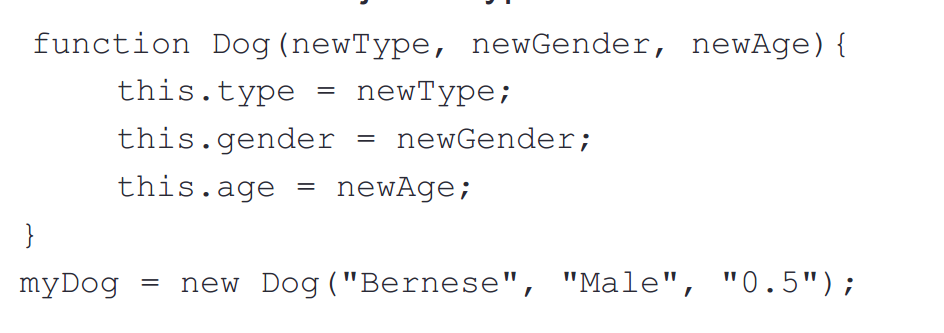 function Dog(newType, newGender, newAge){
this.type = newType;
this.gender = newGender;
this.age = newAge;
}
myDog = new Dog("Bernese", "Male", "0.5");